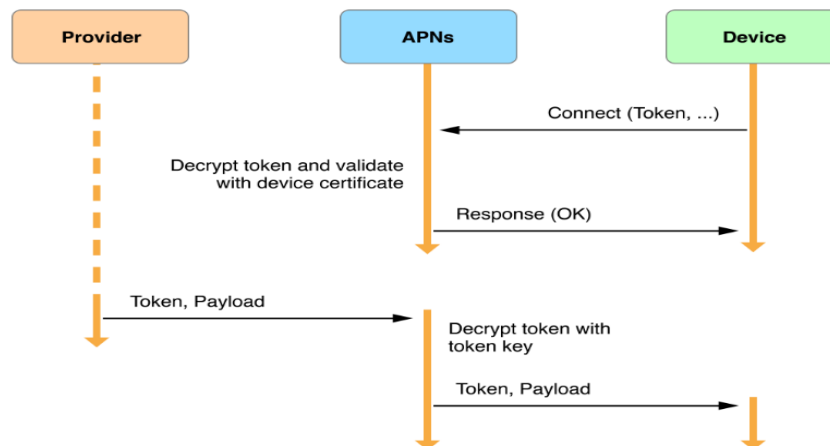 Provider
APNs
Device
Connect (Token, ...)
Decrypt token and validate
with device certificate
Response (OK)
Token, Payload
Decrypt token with
token key
Token, Payload